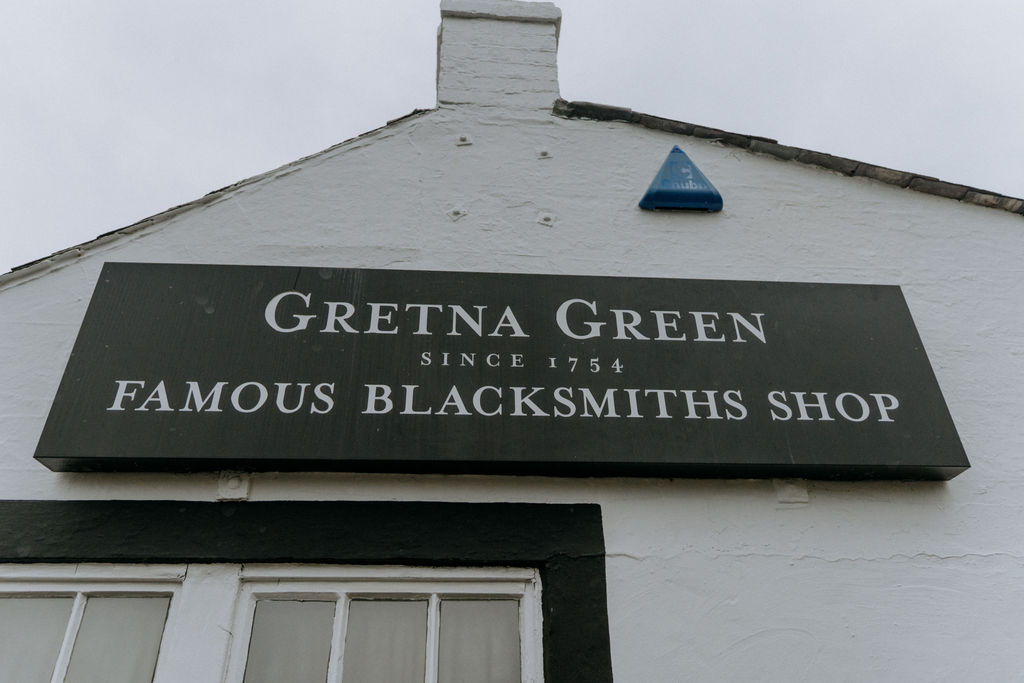 GRETNA GREEN
SINCE 1754
FAMOUS BLACKSMITHS SHOP